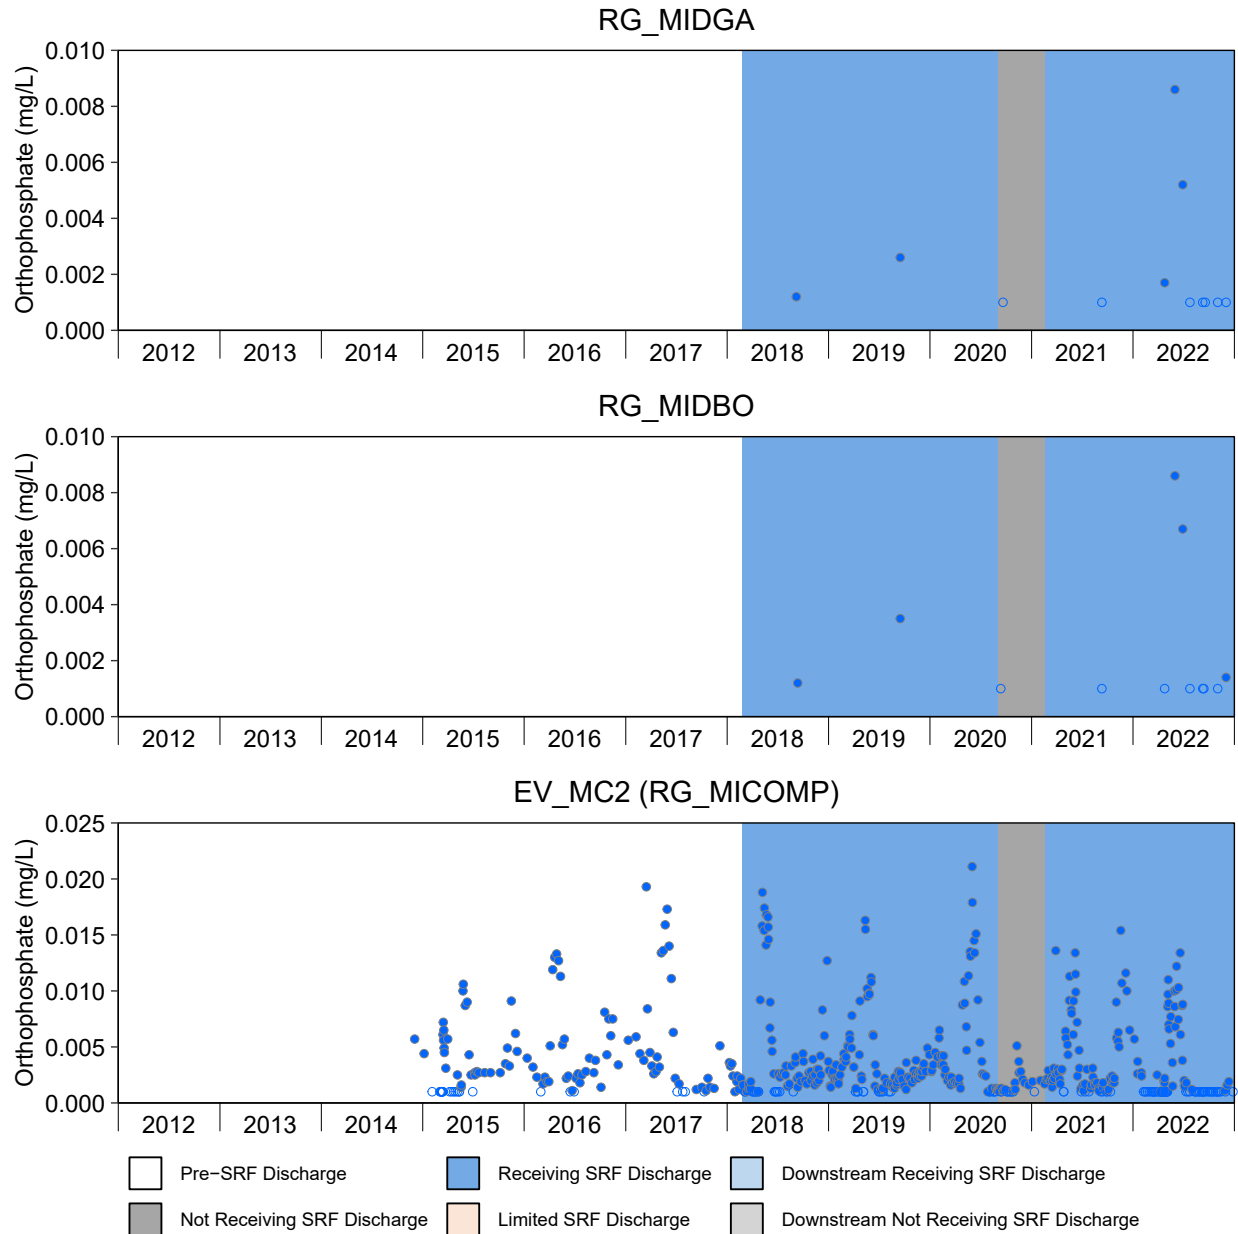 RG_MIDGA
Orthophosphate (mg/L)
0.010
0.008
0.006
0.004
0.002
0.000
2012 2013 2014 2015 2016 2017 2018 2019 2020 2021 2022
RG_MIDBO
Orthophosphate (mg/L)
0.010
0.008
0.006
0.004
0.002
0.000
2012 2013 2014 2015 2016 2017 2018 2019 2020 2021 2022
EV_MC2 (RG_MICOMP)
Orthophosphate (mg/L)
0.025
0.020
0.015
0.010
0.005
0.000
2012 2013 2014 2015 2016 2017 2018 2019 2020 2021 2022
Pre−SRF Discharge Receiving SRF Discharge Downstream Receiving SRF Discharge
Not Receiving SRF Discharge Limited SRF Discharge Downstream Not Receiving SRF Discharge